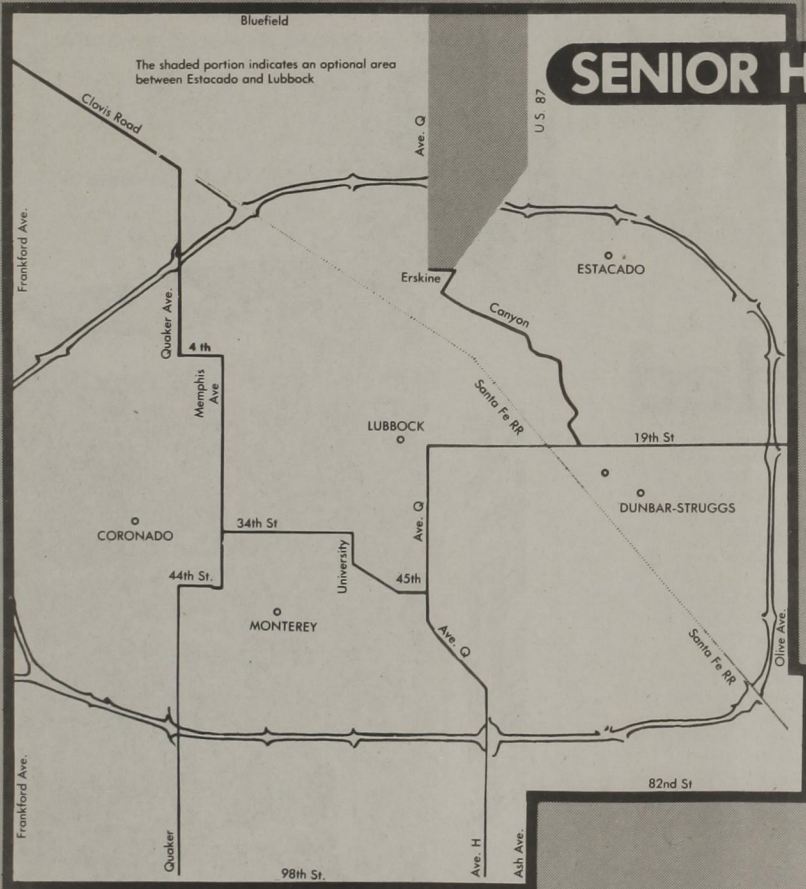 Bluefield
The shaded portion indicates an optional area
between Estacado and Lubbock
SENIOR H
Clovis Road
Ave. Q
U.S. 87
Frankford Ave.
ESTACADO
Erskine
Quaker Ave.
Canyon
4 th
Memphis
Ave
Santa Fe RR
LUBBOCK
19th St
Ave. Q
DUNBAR-STRUGGS
CORONADO
34th St
University
44th St.
45th
MONTEREY
Ave. Q
Olive Ave.
Santa Fe RR
Frankford Ave.
82nd St
Quaker
Ave. H
Ash Ave.
98th St.